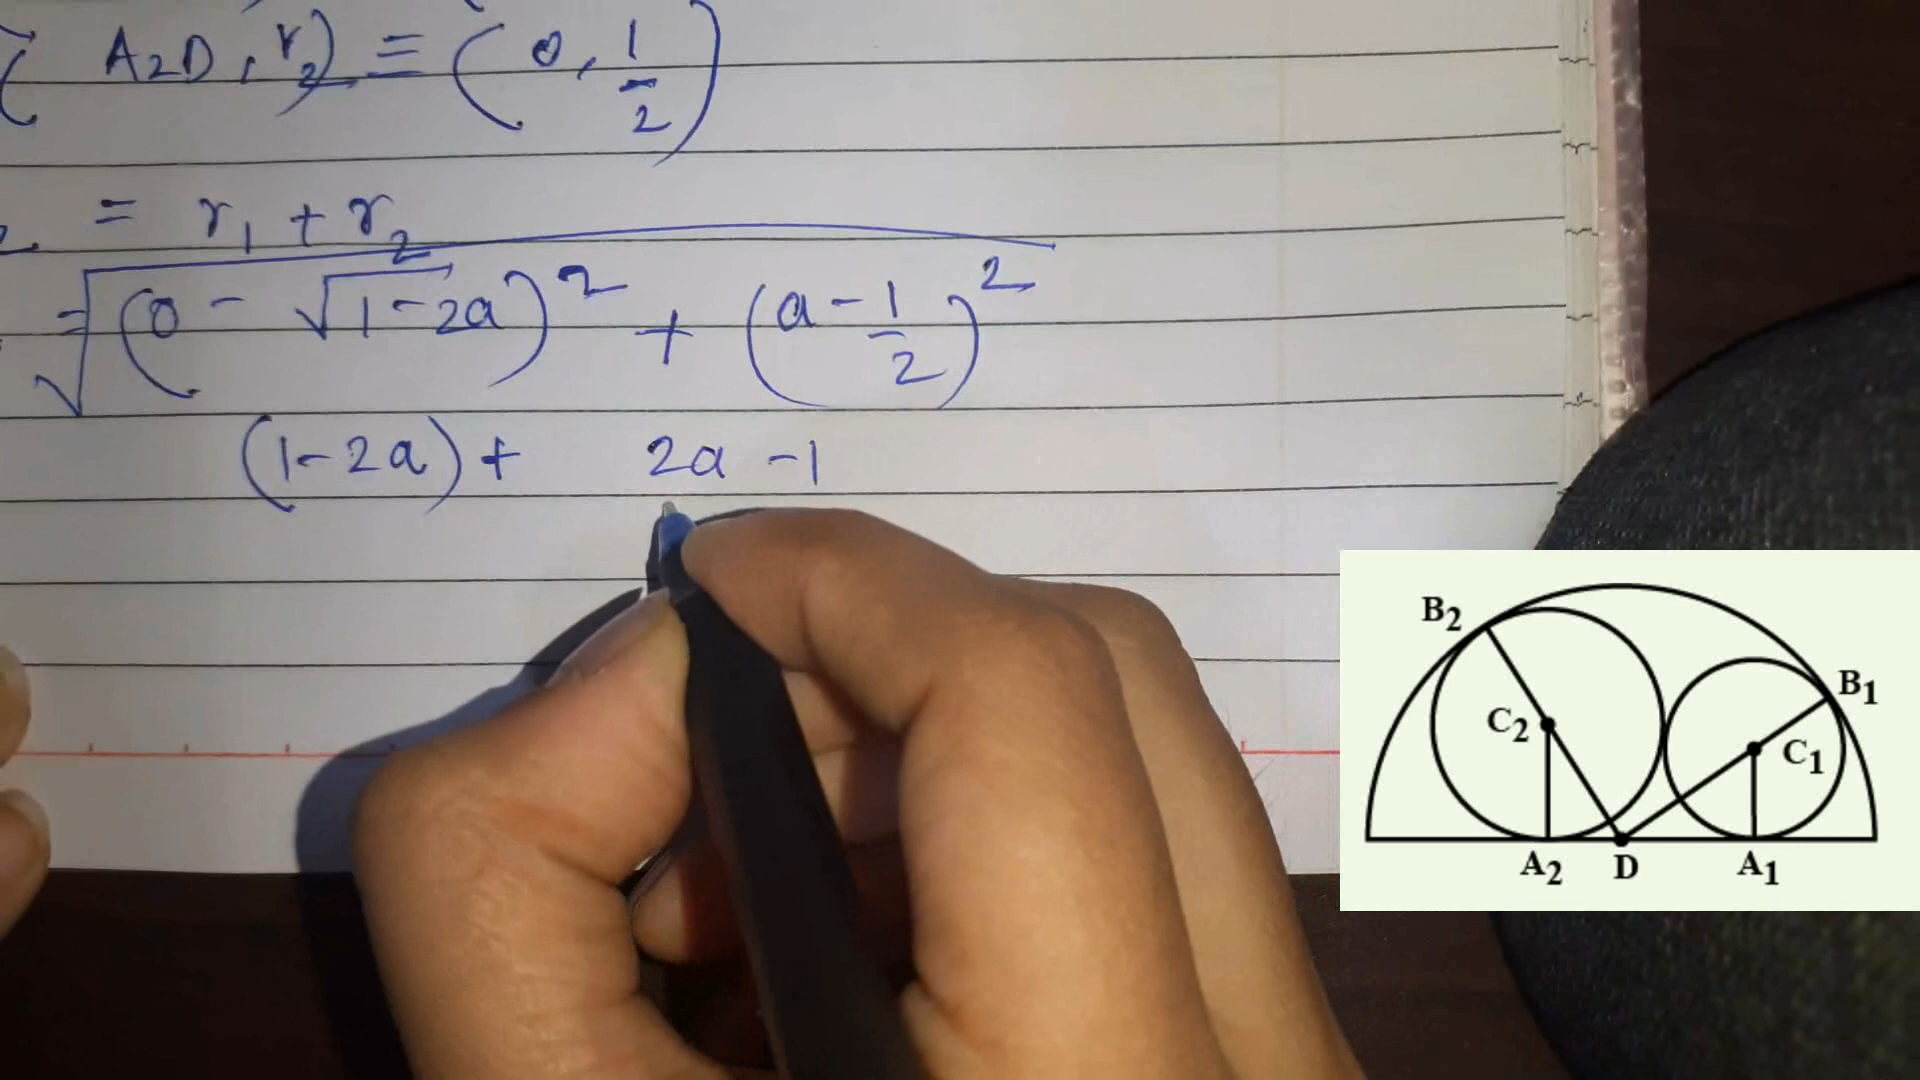 ( A2D, r2) ≡ (0, 1/2)
2 = r1 + r2
= √((0 - √(1-2a))² + (a - 1/2)²)
(1-2a) + 2a - 1
B2
B1
C2
C1
A2 D A1